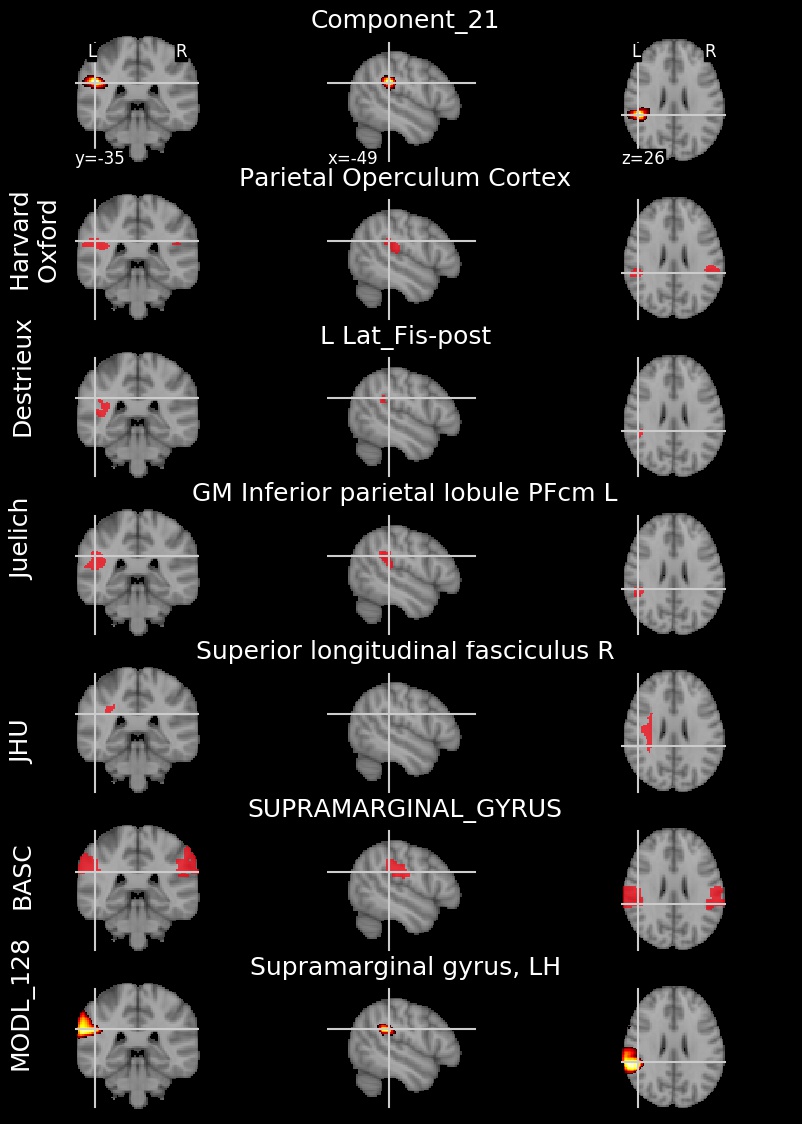 Component_21
L R
L R
y=-35
x=-49
z=26
Parietal Operculum Cortex
Harvard
Oxford
L Lat_Fis-post
Destrieux
GM Inferior parietal lobule PFcm L
Juelich
Superior longitudinal fasciculus R
JHU
SUPRAMARGINAL_GYRUS
BASC
Supramarginal gyrus, LH
MODL_128